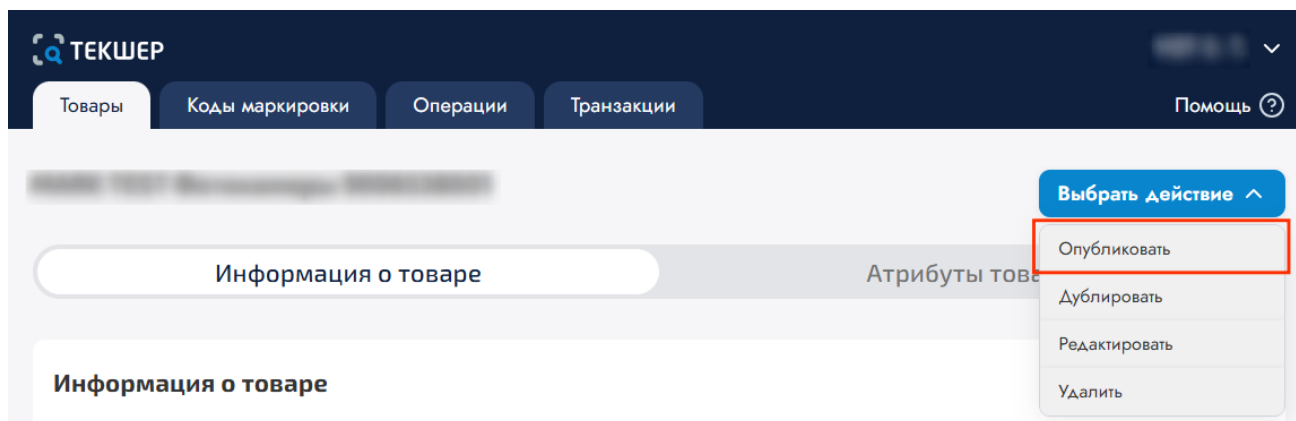 ТЕКШЕР
Товары Коды маркировки Операции Транзакции Помощь ?
Выбрать действие
Опубликовать
Информация о товаре Атрибуты това
Дублировать
Редактировать
Информация о товаре
Удалить